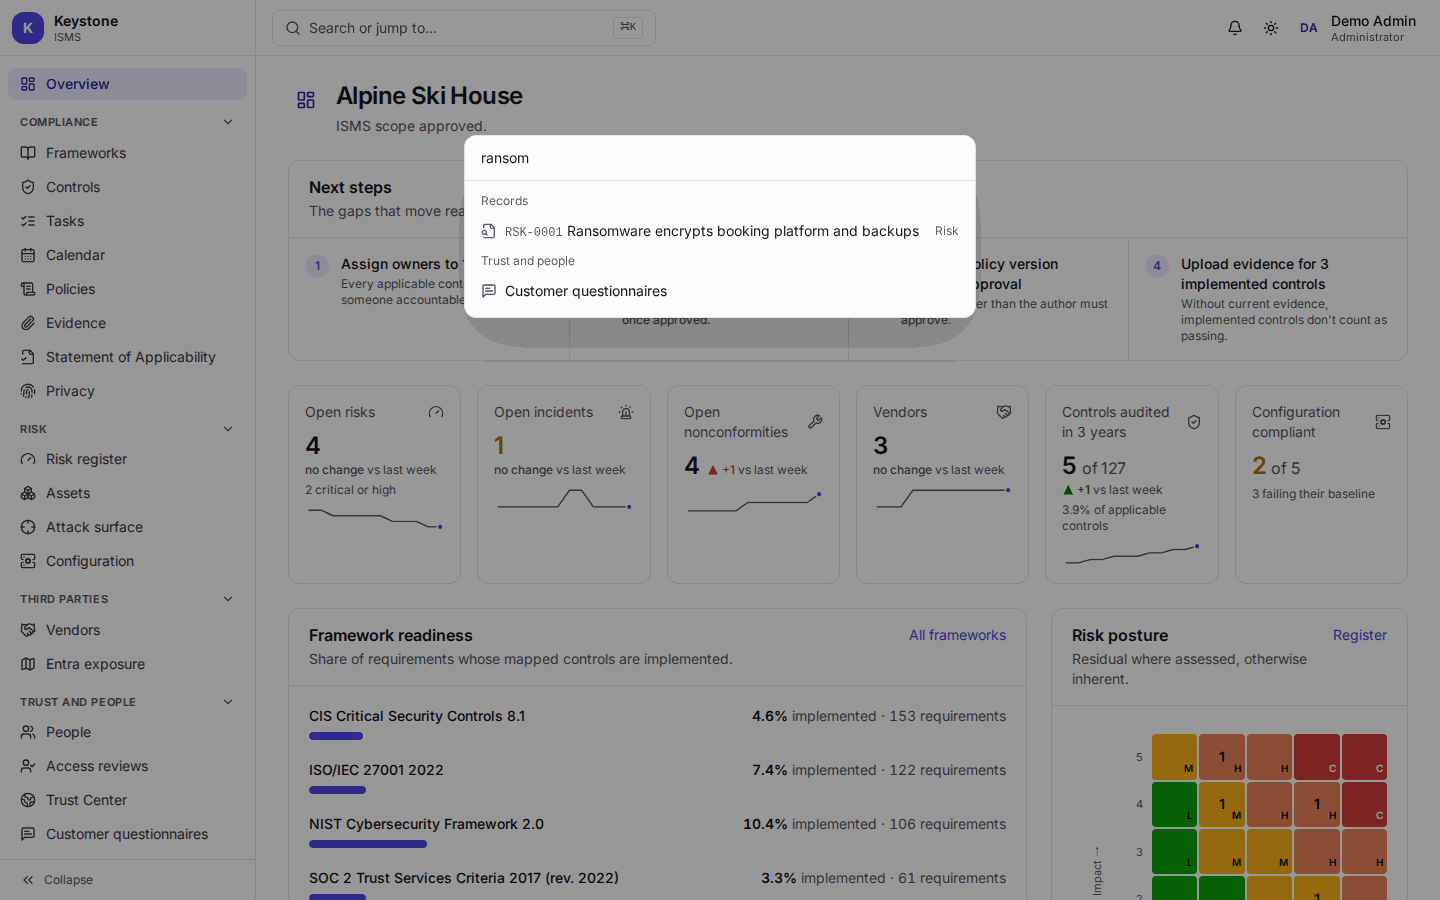 Keystone
ISMS
Search or jump to...
⌘K
DA
Demo Admin
Administrator
Overview
COMPLIANCE
Frameworks
Controls
Tasks
Calendar
Policies
Evidence
Statement of Applicability
Privacy
RISK
Risk register
Assets
Attack surface
Configuration
THIRD PARTIES
Vendors
Entra exposure
TRUST AND PEOPLE
People
Access reviews
Trust Center
Customer questionnaires
Collapse
Alpine Ski House
ISMS scope approved.
ransom
Records
RSK-0001 Ransomware encrypts booking platform and backups Risk
Trust and people
Customer questionnaires
Next steps
The gaps that move rea
1
Assign owners to
Every applicable cont
someone accountable
once approved.
olicy version
proval
er than the author must
approve.
4
Upload evidence for 3
implemented controls
Without current evidence,
implemented controls don't count as
passing.
Open risks
4
no change vs last week
2 critical or high
Open incidents
1
no change vs last week
Open
nonconformities
4 ▲ +1 vs last week
Vendors
3
no change vs last week
Controls audited
in 3 years
5 of 127
▲ +1 vs last week
3.9% of applicable
controls
Configuration
compliant
2 of 5
3 failing their baseline
Framework readiness
All frameworks
Share of requirements whose mapped controls are implemented.
CIS Critical Security Controls 8.1
4.6% implemented · 153 requirements
ISO/IEC 27001 2022
7.4% implemented · 122 requirements
NIST Cybersecurity Framework 2.0
10.4% implemented · 106 requirements
SOC 2 Trust Services Criteria 2017 (rev. 2022)
3.3% implemented · 61 requirements
Risk posture
Register
Residual where assessed, otherwise
inherent.
Impact →
5 M 1 H H C C
4 L 1 M H 1 H C
3 L M M H H
2 1